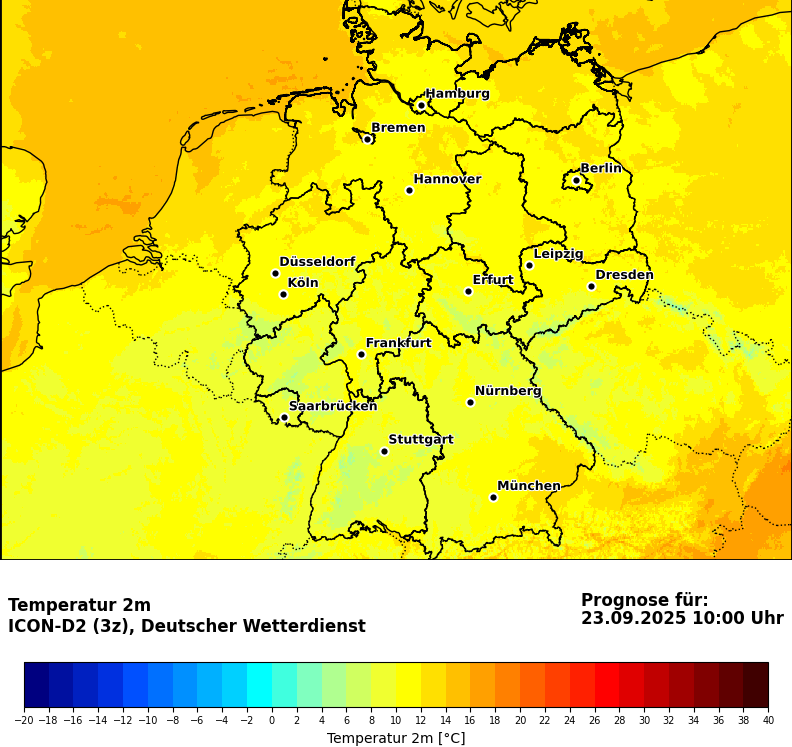 Hamburg
Bremen
Berlin
Hannover
Leipzig
Düsseldorf
Dresden
Köln
Erfurt
Frankfurt
Nürnberg
Saarbrücken
Stuttgart
München
Temperatur 2m
ICON-D2 (3z), Deutscher Wetterdienst
Prognose für:
23.09.2025 10:00 Uhr
−20 −18 −16 −14 −12 −10 −8 −6 −4 −2 0 2 4 6 8 10 12 14 16 18 20 22 24 26 28 30 32 34 36 38 40
Temperatur 2m [°C]